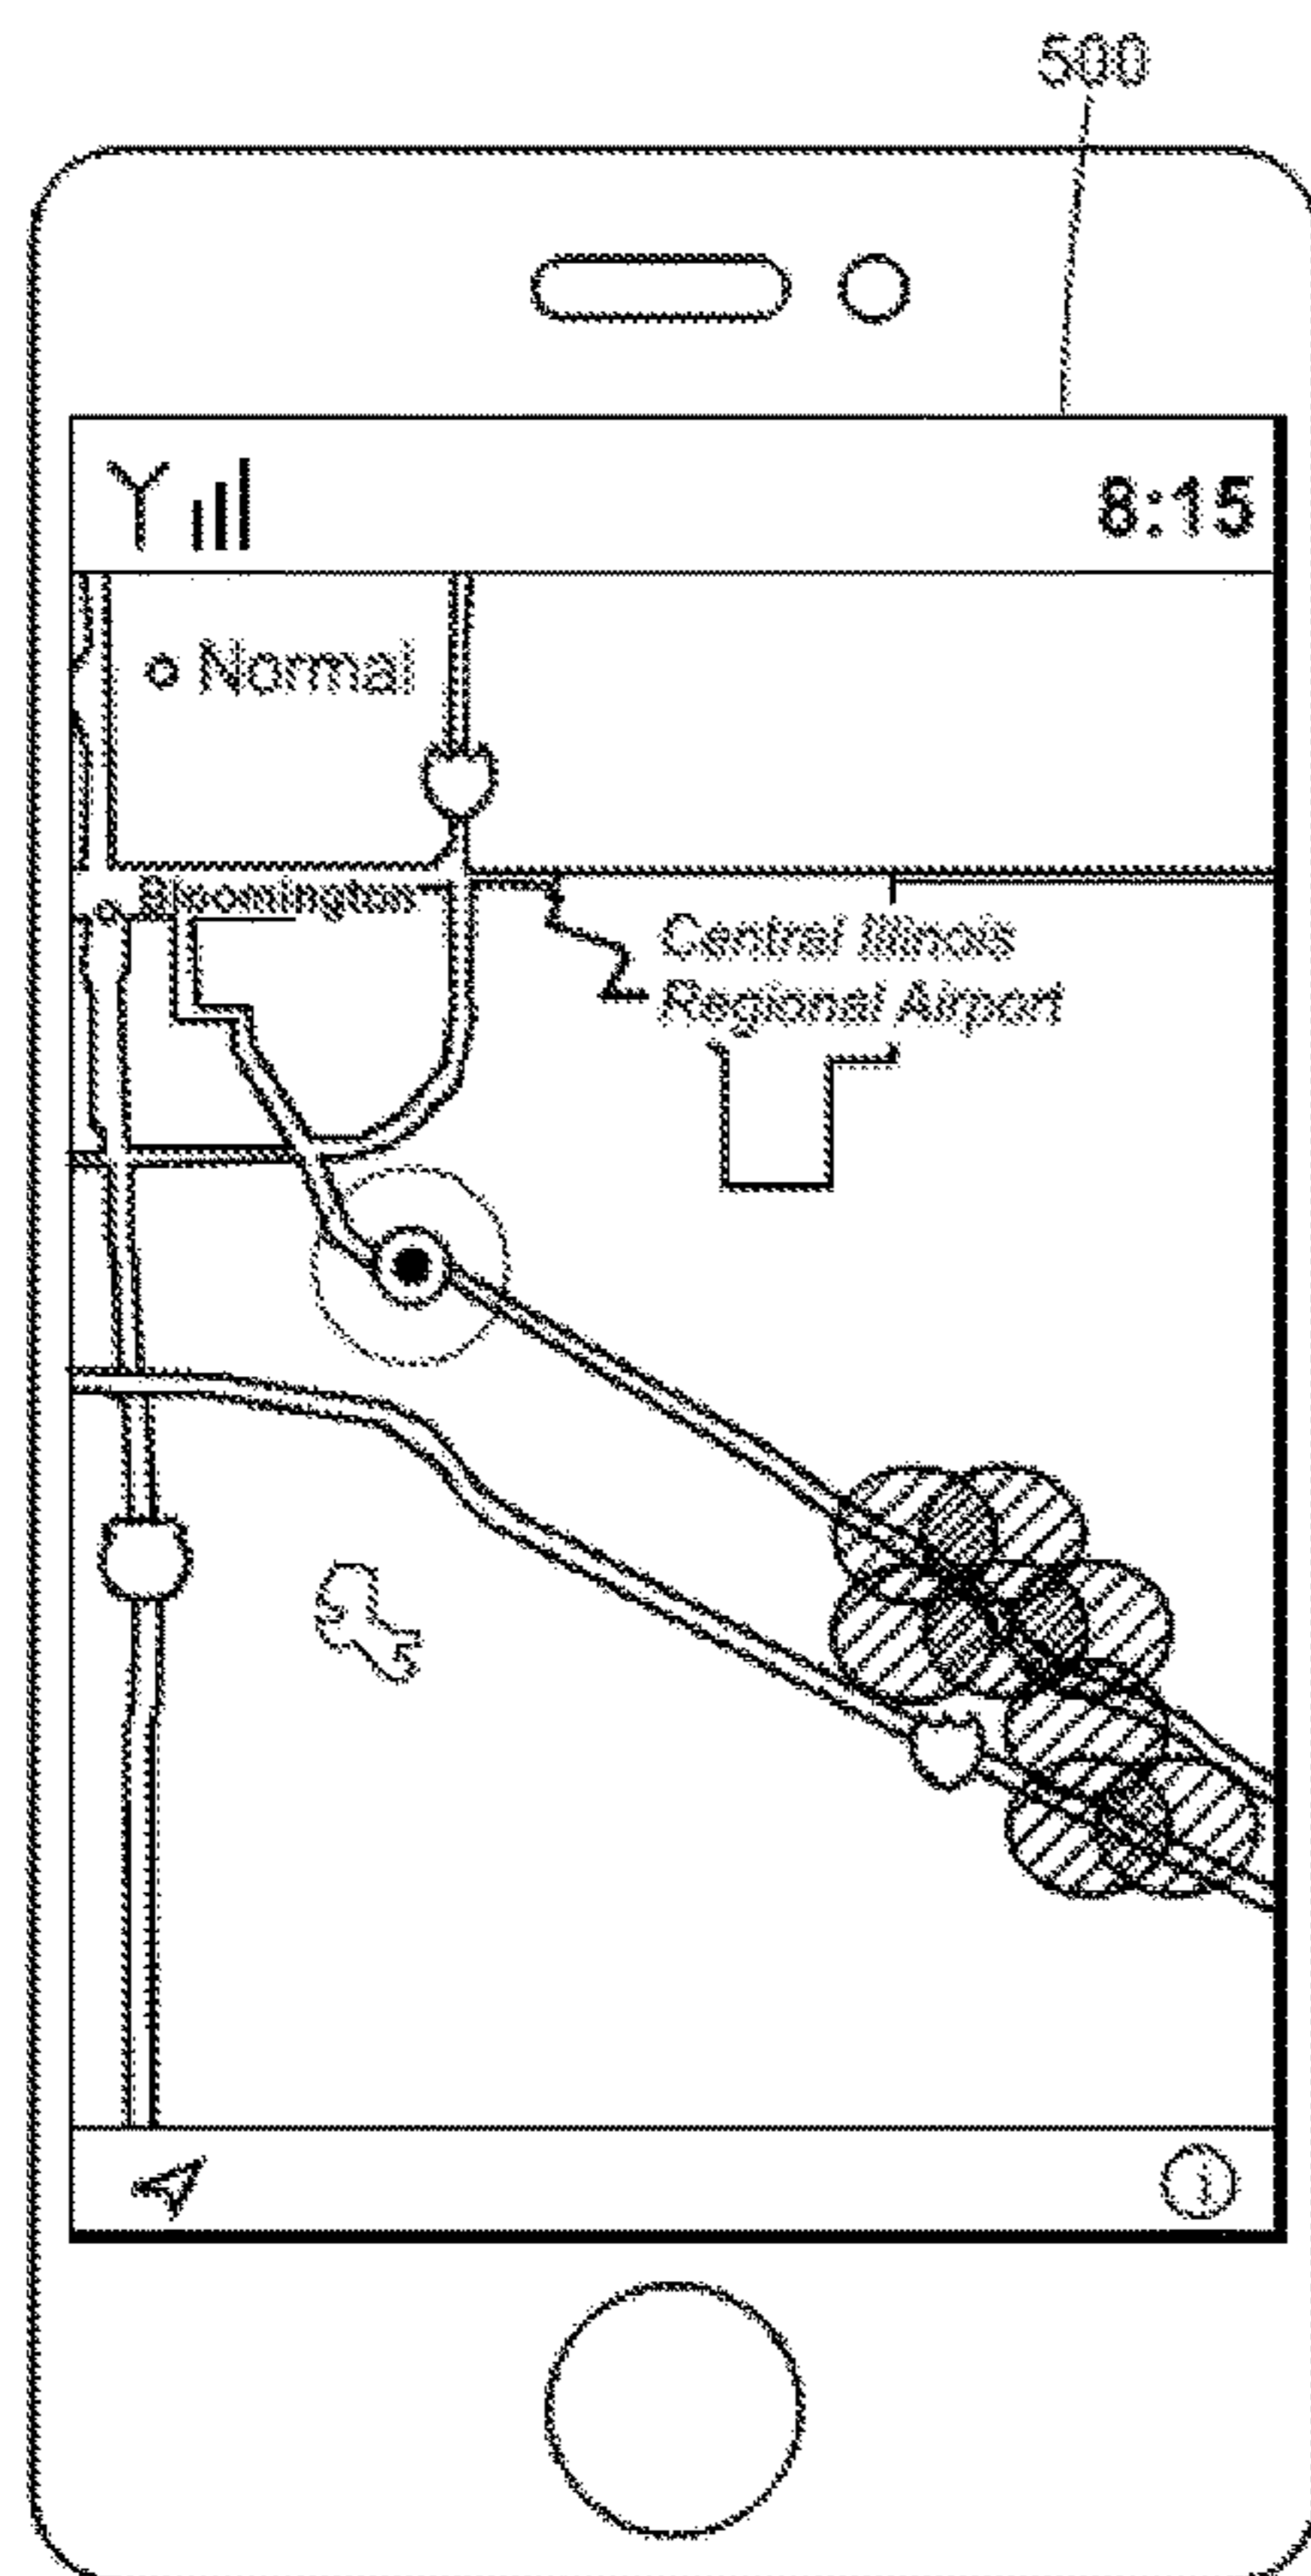 500
8:15
Normal
Bloomington
Central Illinois
Regional Airport